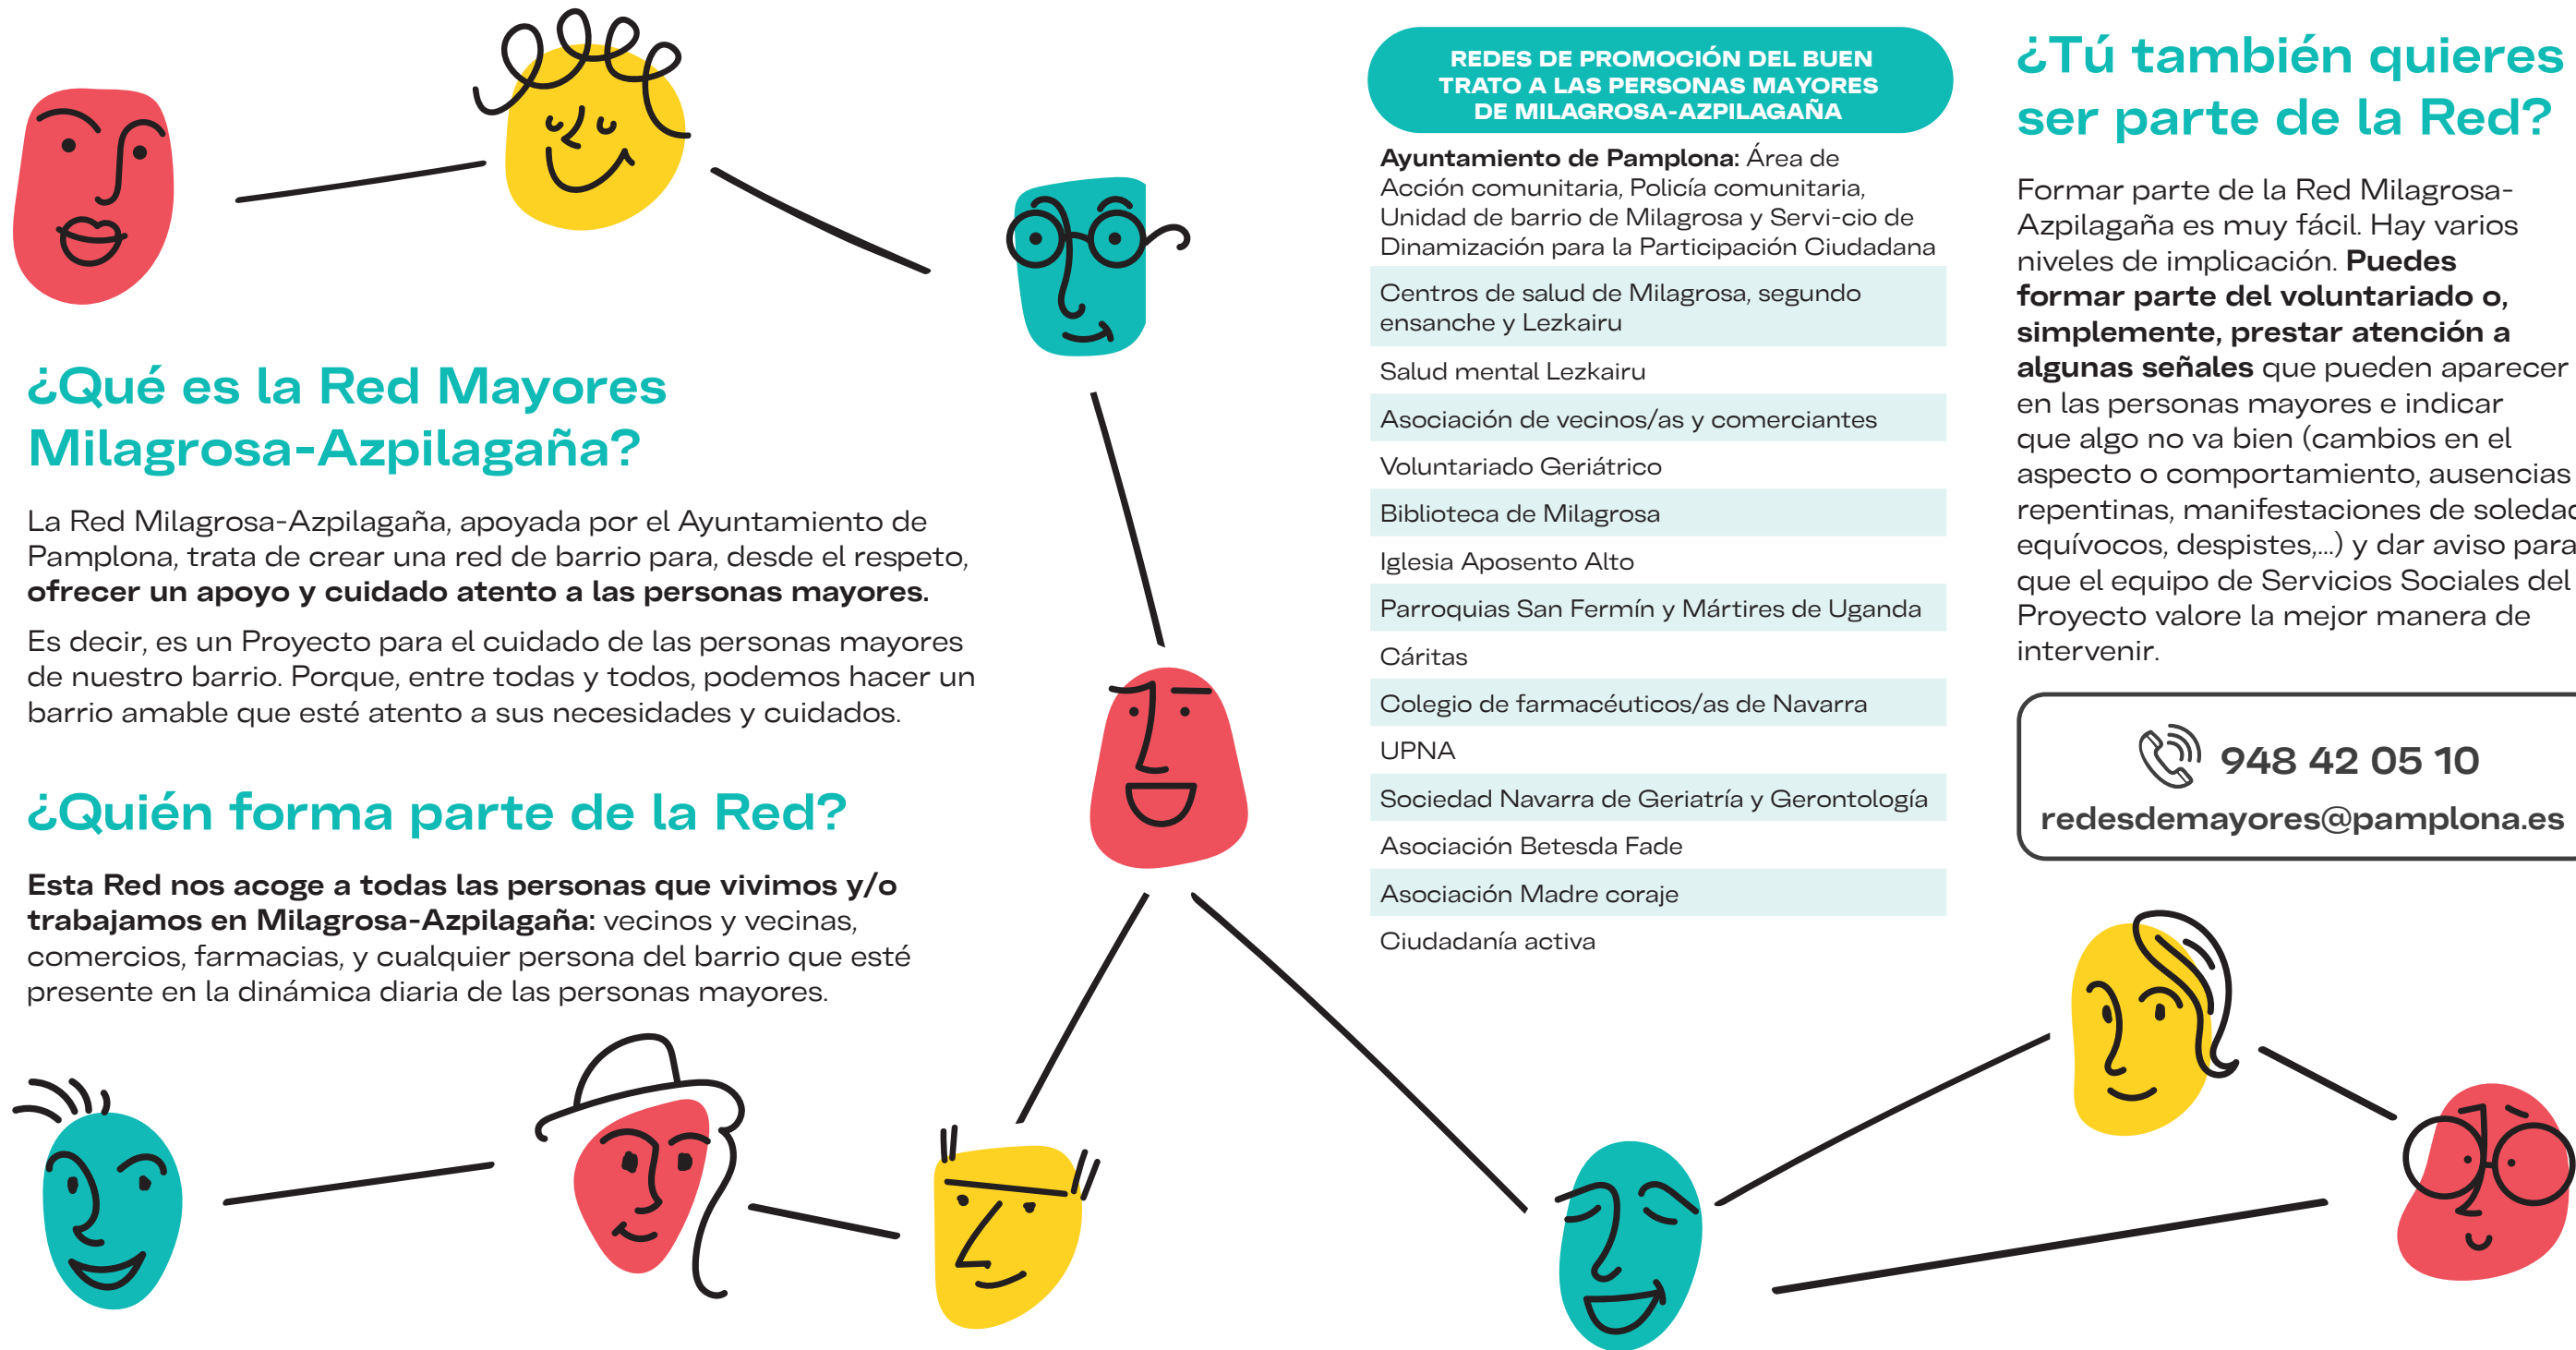 ¿Qué es la Red Mayores
Milagrosa-Azpilagaña?
La Red Milagrosa-Azpilagaña, apoyada por el Ayuntamiento de
Pamplona, trata de crear una red de barrio para, desde el respeto,
ofrecer un apoyo y cuidado atento a las personas mayores.
Es decir, es un Proyecto para el cuidado de las personas mayores
de nuestro barrio. Porque, entre todas y todos, podemos hacer un
barrio amable que esté atento a sus necesidades y cuidados.
¿Quién forma parte de la Red?
Esta Red nos acoge a todas las personas que vivimos y/o
trabajamos en Milagrosa-Azpilagaña: vecinos y vecinas,
comercios, farmacias, y cualquier persona del barrio que esté
presente en la dinámica diaria de las personas mayores.
REDES DE PROMOCIÓN DEL BUEN
TRATO A LAS PERSONAS MAYORES
DE MILAGROSA-AZPILAGAÑA
Ayuntamiento de Pamplona: Área de
Acción comunitaria, Policía comunitaria,
Unidad de barrio de Milagrosa y Servi-cio de
Dinamización para la Participación Ciudadana
Centros de salud de Milagrosa, segundo
ensanche y Lezkairu
Salud mental Lezkairu
Asociación de vecinos/as y comerciantes
Voluntariado Geriátrico
Biblioteca de Milagrosa
Iglesia Aposento Alto
Parroquias San Fermín y Mártires de Uganda
Cáritas
Colegio de farmacéuticos/as de Navarra
UPNA
Sociedad Navarra de Geriatría y Gerontología
Asociación Betesda Fade
Asociación Madre coraje
Ciudadanía activa
¿Tú también quieres
ser parte de la Red?
Formar parte de la Red Milagrosa-
Azpilagaña es muy fácil. Hay varios
niveles de implicación. Puedes
formar parte del voluntariado o,
simplemente, prestar atención a
algunas señales que pueden aparecer
en las personas mayores e indicar
que algo no va bien (cambios en el
aspecto o comportamiento, ausencias
repentinas, manifestaciones de soledad
equívocos, despistes,...) y dar aviso para
que el equipo de Servicios Sociales del
Proyecto valore la mejor manera de
intervenir.
948 42 05 10
redesdemayores@pamplona.es